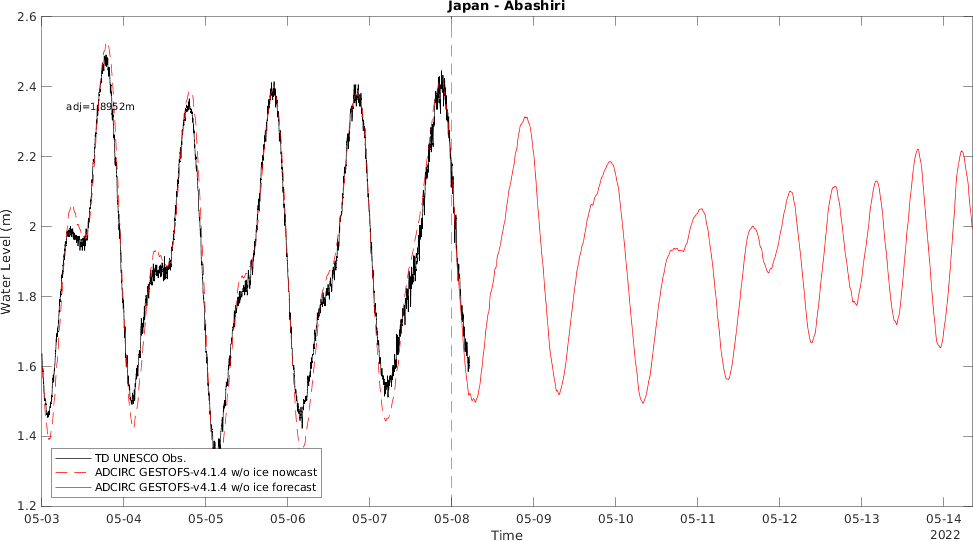 Japan - Abashiri
2.6
2.4
2.2
2
1.8
1.6
1.4
1.2
Water Level (m)
adj=1.8952m
TD UNESCO Obs.
ADCIRC GESTOFS-v4.1.4 w/o ice nowcast
ADCIRC GESTOFS-v4.1.4 w/o ice forecast
05-03 05-04 05-05 05-06 05-07 05-08 05-09 05-10 05-11 05-12 05-13 05-14
2022
Time